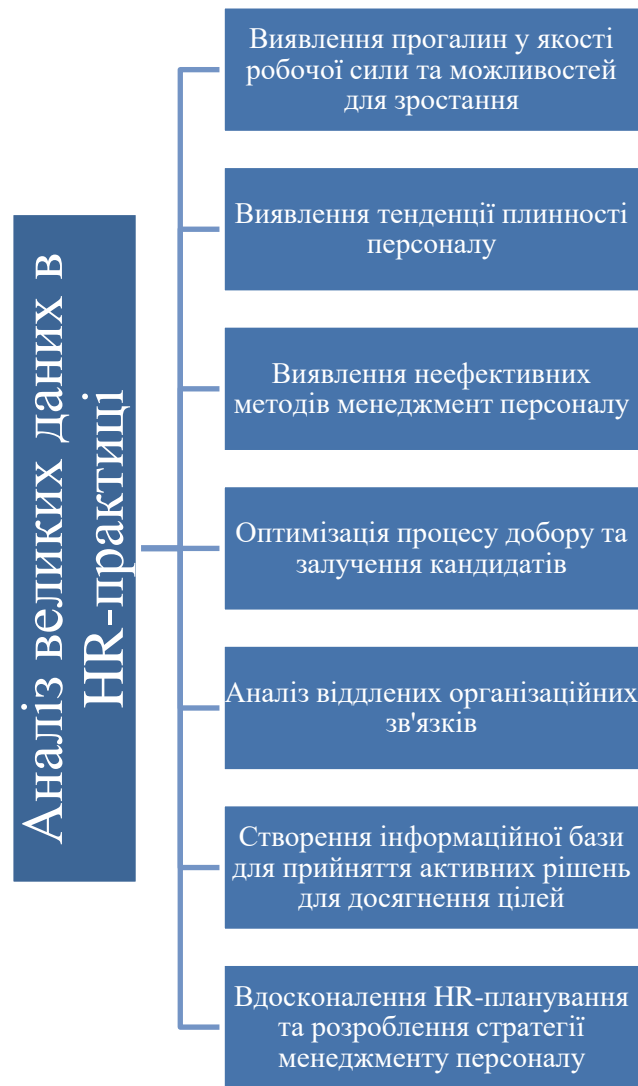 Аналіз великих даних в
HR-практиці
Виявлення прогалин у якості
робочої сили та можливостей
для зростання
Виявлення тенденції плинності
персоналу
Виявлення неефективних
методів менеджмент персоналу
Оптимізація процесу добору та
залучення кандидатів
Аналіз віддлених організаційних
зв'язків
Створення інформаційної бази
для прийняття активних рішень
для досягнення цілей
Вдосконалення HR-планування
та розроблення стратегії
менеджменту персоналу